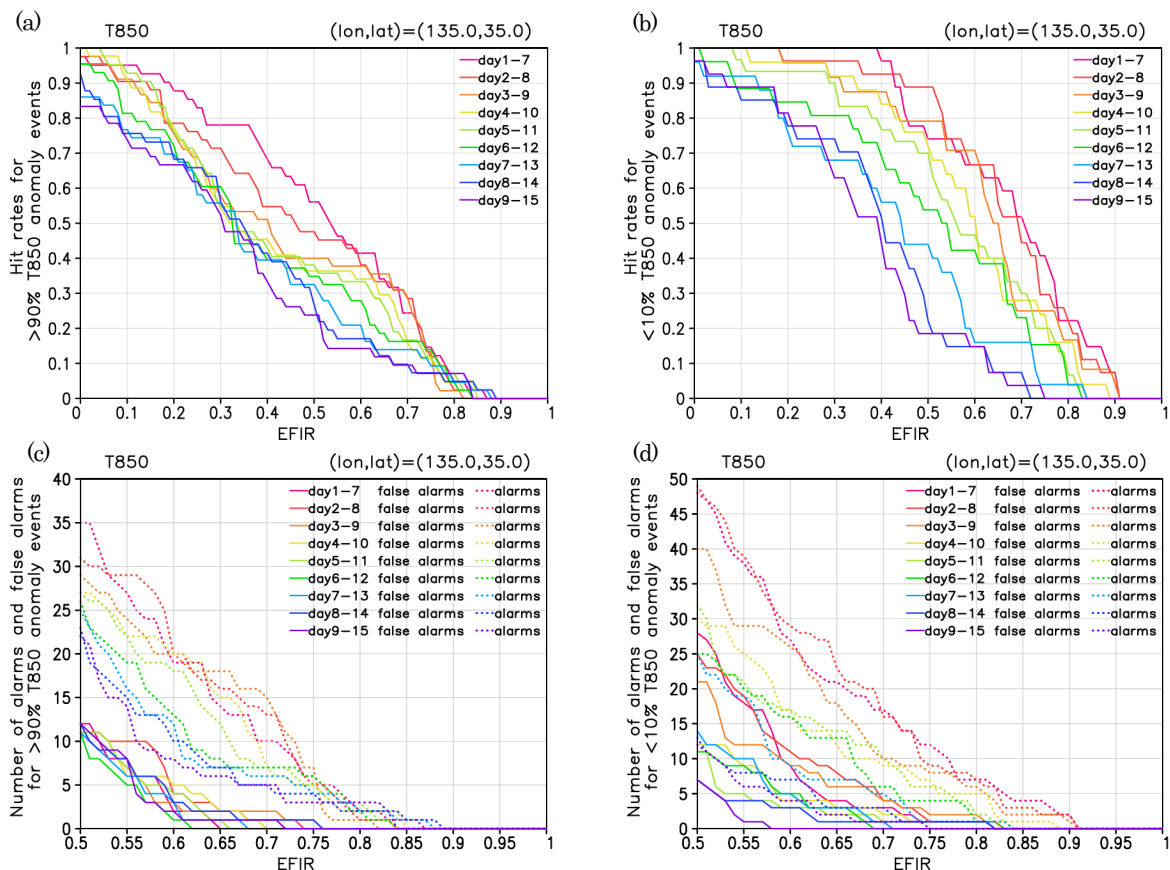 (a) T850 (lon,lat)=(135.0,35.0)
Hit rates for
>90% T850 anomaly events
1
0.9
0.8
0.7
0.6
0.5
0.4
0.3
0.2
0.1
0
day1-7
day2-8
day3-9
day4-10
day5-11
day6-12
day7-13
day8-14
day9-15
0 0.1 0.2 0.3 0.4 0.5 0.6 0.7 0.8 0.9 1
EFIR
(b) T850 (lon,lat)=(135.0,35.0)
Hit rates for
<10% T850 anomaly events
1
0.9
0.8
0.7
0.6
0.5
0.4
0.3
0.2
0.1
0
day1-7
day2-8
day3-9
day4-10
day5-11
day6-12
day7-13
day8-14
day9-15
0 0.1 0.2 0.3 0.4 0.5 0.6 0.7 0.8 0.9 1
EFIR
(c) T850 (lon,lat)=(135.0,35.0)
Number of alarms and false alarms
for >90% T850 anomaly events
40
35
30
25
20
15
10
5
0
day1-7 false alarms alarms
day2-8 false alarms alarms
day3-9 false alarms alarms
day4-10 false alarms alarms
day5-11 false alarms alarms
day6-12 false alarms alarms
day7-13 false alarms alarms
day8-14 false alarms alarms
day9-15 false alarms alarms
0.5 0.55 0.6 0.65 0.7 0.75 0.8 0.85 0.9 0.95 1
EFIR
(d) T850 (lon,lat)=(135.0,35.0)
Number of alarms and false alarms
for <10% T850 anomaly events
50
45
40
35
30
25
20
15
10
5
0
day1-7 false alarms alarms
day2-8 false alarms alarms
day3-9 false alarms alarms
day4-10 false alarms alarms
day5-11 false alarms alarms
day6-12 false alarms alarms
day7-13 false alarms alarms
day8-14 false alarms alarms
day9-15 false alarms alarms
0.5 0.55 0.6 0.65 0.7 0.75 0.8 0.85 0.9 0.95 1
EFIR